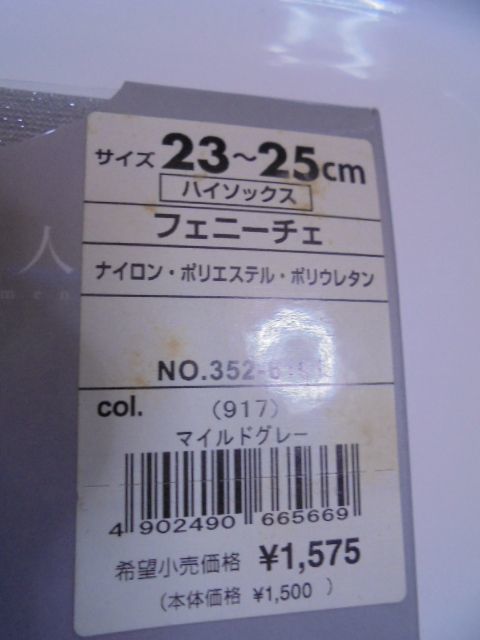 サイズ 23~25cm
ハイソックス
フェニーチェ
ナイロン・ポリエステル・ポリウレタン
人
men
col. (917)
マイルドグレー
4 902490 665669
希望小売価格 ¥1,575
(本体価格 ¥1,500 )